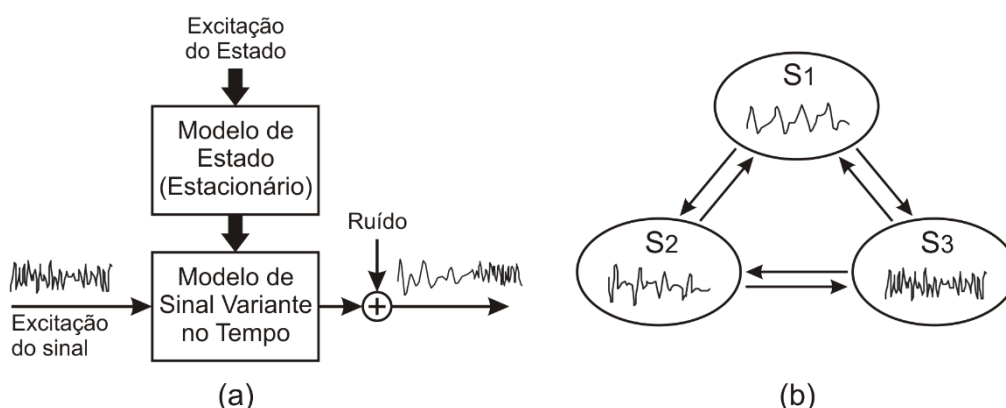 Excitação
do Estado
Modelo de
Estado
(Estacionário)
Ruído
Modelo de
Sinal Variante
no Tempo
Excitação
do sinal
(a)
S1
S2
S3
(b)